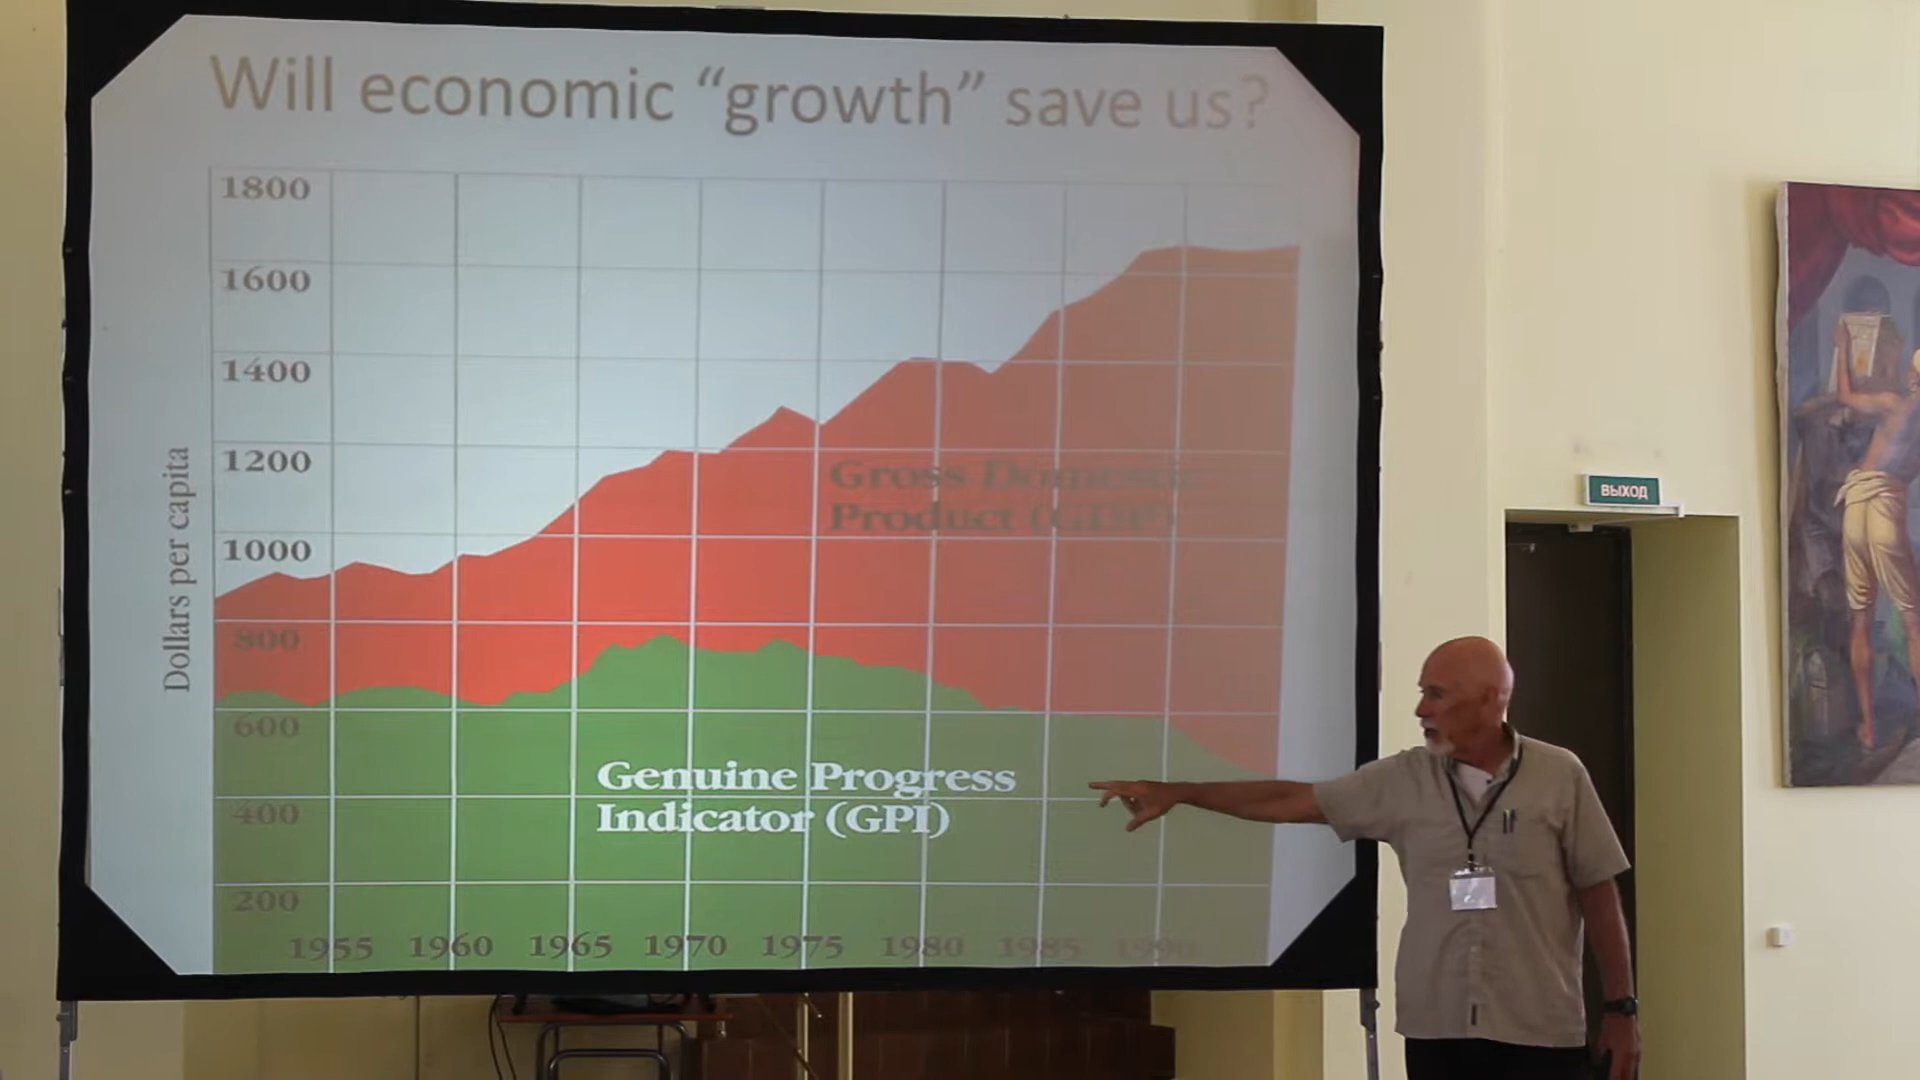 Will economic “growth” save us?
1800
1600
1400
1200
1000
800
600
400
200
Dollars per capita
Gross Domestic
Product (GDP)
Genuine Progress
Indicator (GPI)
1955 1960 1965 1970 1975 1980 1985 1990
ВЫХОД